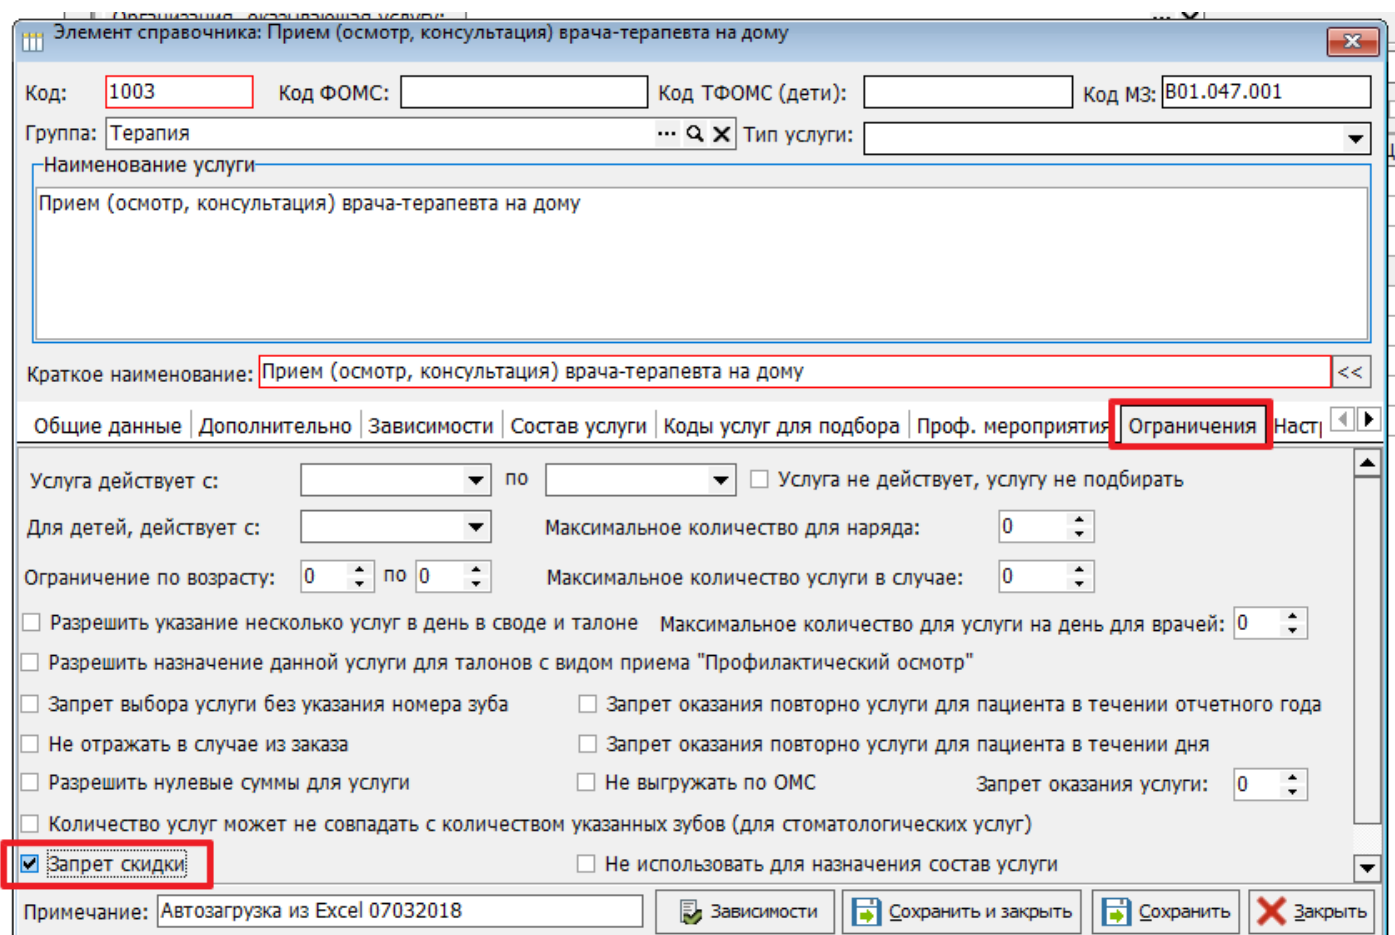 Организация, оказывающая услугу:
Элемент справочника: Прием (осмотр, консультация) врача-терапевта на дому
Код: 1003 Код ФОМС: Код ТФОМС (дети): Код МЗ: B01.047.001
Группа: Терапия ... Тип услуги:
Наименование услуги
Прием (осмотр, консультация) врача-терапевта на дому
Краткое наименование: Прием (осмотр, консультация) врача-терапевта на дому <<
Общие данные Дополнительно Зависимости Состав услуги Коды услуг для подбора Проф. мероприятия Ограничения Наст
Услуга действует с: по Услуга не действует, услугу не подбирать
Для детей, действует с: Максимальное количество для наряда: 0
Ограничение по возрасту: 0 по 0 Максимальное количество услуги в случае: 0
Разрешить указание несколько услуг в день в своде и талоне Максимальное количество для услуги на день для врачей: 0
Разрешить назначение данной услуги для талонов с видом приема "Профилактический осмотр"
Запрет выбора услуги без указания номера зуба Запрет оказания повторно услуги для пациента в течении отчетного года
Не отражать в случае из заказа Запрет оказания повторно услуги для пациента в течении дня
Разрешить нулевые суммы для услуги Не выгружать по ОМС Запрет оказания услуги: 0
Количество услуг может не совпадать с количеством указанных зубов (для стоматологических услуг)
Запрет скидки Не использовать для назначения состав услуги
Примечание: Автозагрузка из Excel 07032018 Зависимости Сохранить и закрыть Сохранить Закрыть